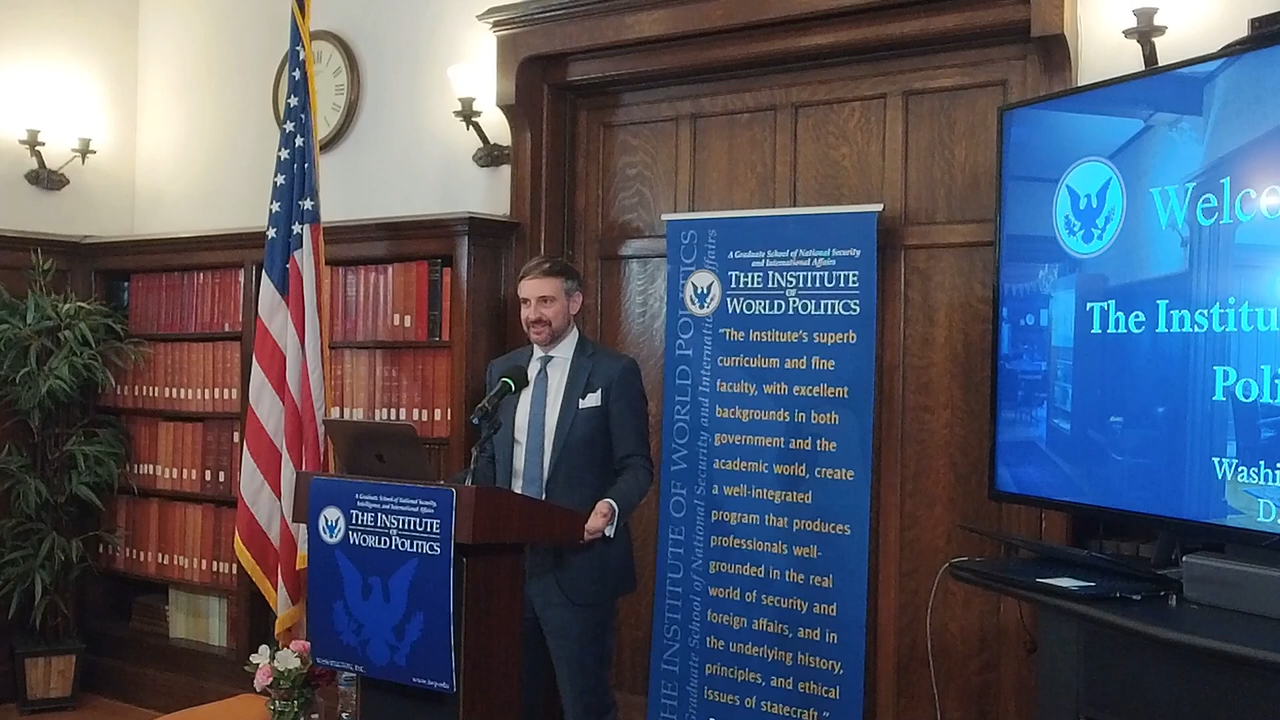 A Graduate School of National Security,
Intelligence, and International Affairs
THE INSTITUTE
OF
WORLD POLITICS
WASHINGTON, D.C.
www.iwp.edu
THE INSTITUTE OF WORLD POLITICS
Graduate School of National Security and International Affairs
A Graduate School of National Security
and International Affairs
THE INSTITUTE
OF
WORLD POLITICS
"The Institute's superb
curriculum and fine
faculty, with excellent
backgrounds in both
government and the
academic world, create
a well-integrated
program that produces
professionals well-
grounded in the real
world of security and
foreign affairs, and in
the underlying history,
principles, and ethical
issues of statecraft."
Welco
The Institu
Poli
Washi
D